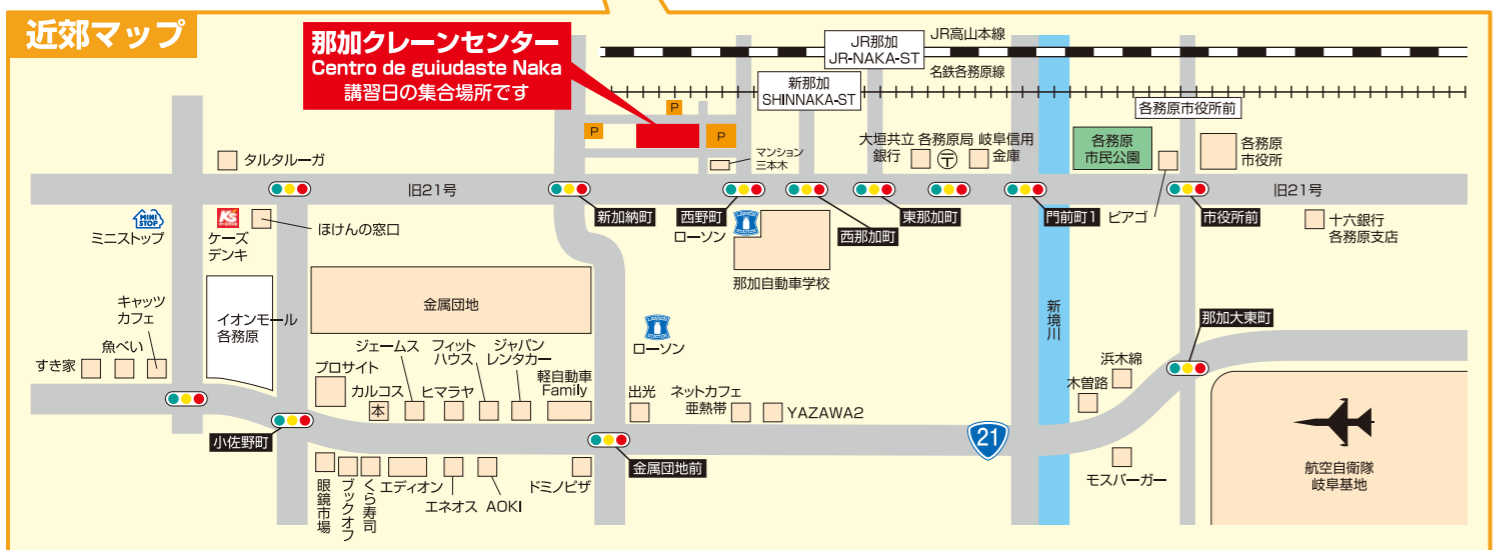 近郊マップ
那加クレーンセンター
Centro de guiudaste Naka
講習日の集合場所です
JR那加
JR-NAKA-ST
JR高山本線
新那加
SHINNAKA-ST
名鉄各務原線
各務原市役所前
P
P
P
マンション
三本木
大垣共立
銀行
各務原局
〒
岐阜信用
金庫
各務原
市民公園
各務原
市役所
タルタルーガ
旧21号
旧21号
新加納町
西野町
西那加町
東那加町
門前町1
ピアゴ
市役所前
十六銀行
各務原支店
MINI
STOP
ミニストップ
K's
ケーズ
デンキ
ほけんの窓口
ローソン
那加自動車学校
イオンモール
各務原
金属団地
新境川
那加大東町
キャッツ
カフェ
魚べい
すき家
ローソン
プロサイト
カルコス
本
ジェームス
ヒマラヤ
フィット
ハウス
ジャパン
レンタカー
軽自動車
Family
出光
ネットカフェ
亜熱帯
YAZAWA2
浜木綿
木曽路
小佐野町
金属団地前
21
眼鏡市場
ブックオフ
くら寿司
エディオン
エネオス
AOKI
ドミノピザ
モスバーガー
航空自衛隊
岐阜基地